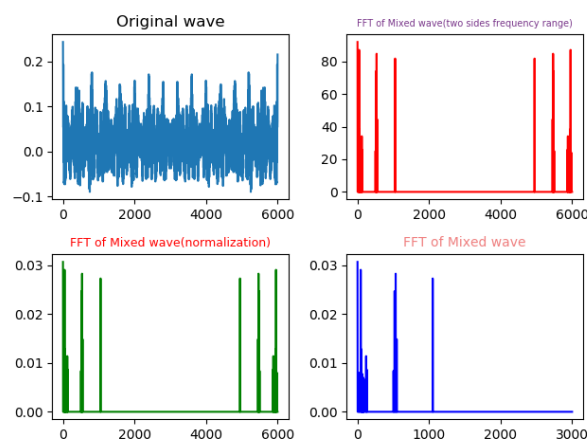 Original wave
FFT of Mixed wave(two sides frequency range)
0.2
0.1
0.0
−0.1
0 2000 4000 6000
80
60
40
20
0
0 2000 4000 6000
FFT of Mixed wave(normalization)
FFT of Mixed wave
0.03
0.02
0.01
0.00
0 2000 4000 6000
0.03
0.02
0.01
0.00
0 1000 2000 3000